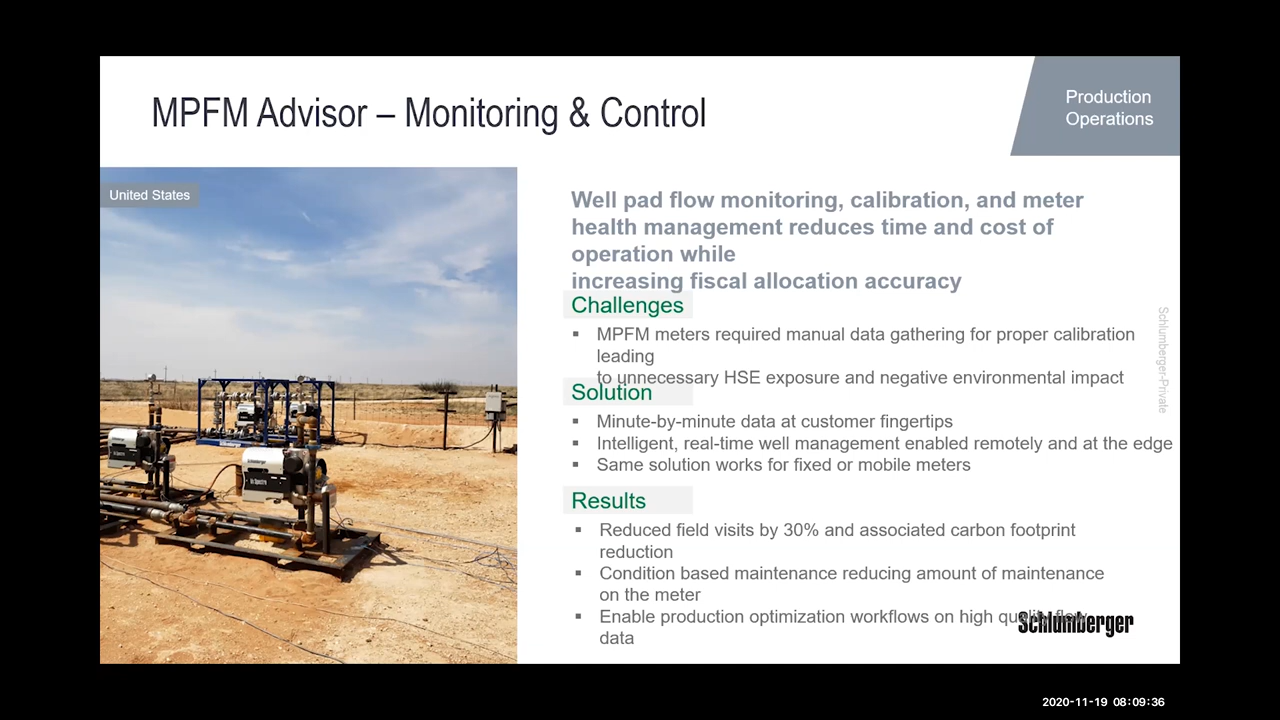 MPFM Advisor – Monitoring & Control
Production
Operations
United States
Well pad flow monitoring, calibration, and meter
health management reduces time and cost of
operation while
increasing fiscal allocation accuracy
Challenges
▪ MPFM meters required manual data gathering for proper calibration
leading
to unnecessary HSE exposure and negative environmental impact
Solution
▪ Minute-by-minute data at customer fingertips
▪ Intelligent, real-time well management enabled remotely and at the edge
▪ Same solution works for fixed or mobile meters
Results
▪ Reduced field visits by 30% and associated carbon footprint
reduction
▪ Condition based maintenance reducing amount of maintenance
on the meter
▪ Enable production optimization workflows on high quality flow
data
Schlumberger
Schlumberger-Private
Schlumberger
2020-11-19 08:09:36